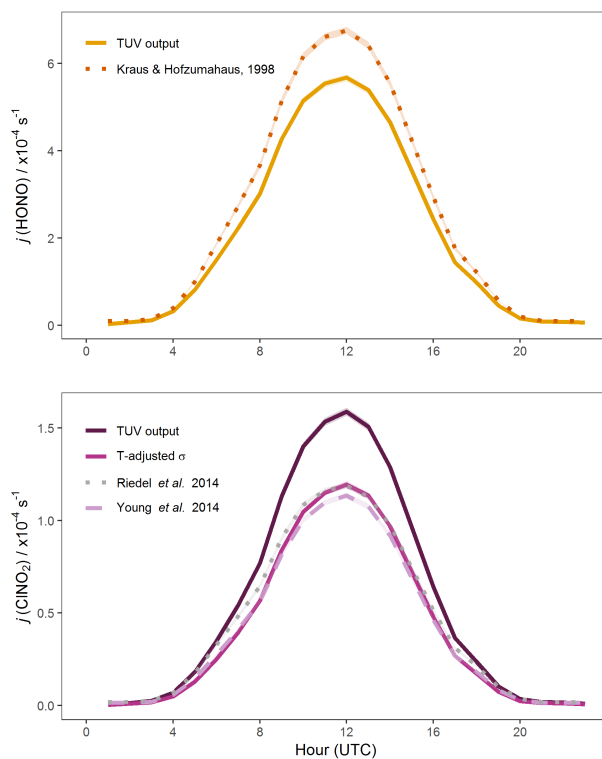 TUV output
Kraus & Hofzumahaus, 1998
j (HONO) / x10⁻⁴ s⁻¹
6
4
2
0
0 4 8 12 16 20
TUV output
T-adjusted σ
Riedel et al. 2014
Young et al. 2014
j (ClNO₂) / x10⁻⁴ s⁻¹
1.5
1.0
0.5
0.0
0 4 8 12 16 20
Hour (UTC)